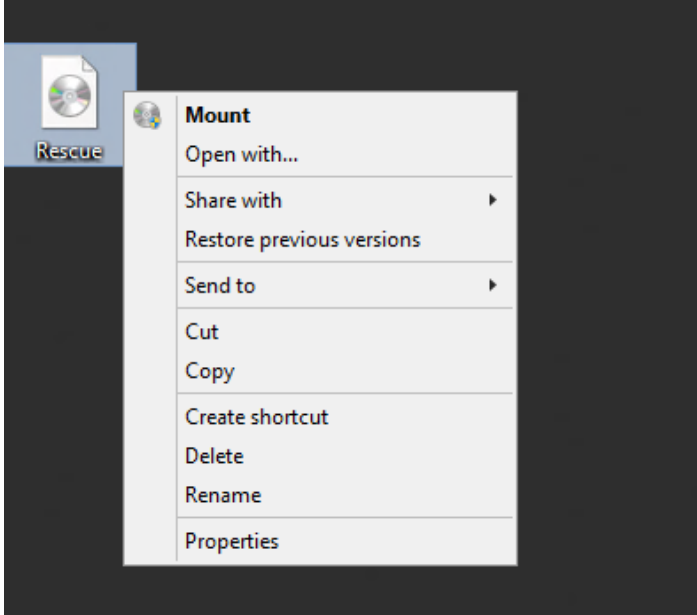 Rescue
Mount
Open with...
Share with
Restore previous versions
Send to
Cut
Copy
Create shortcut
Delete
Rename
Properties